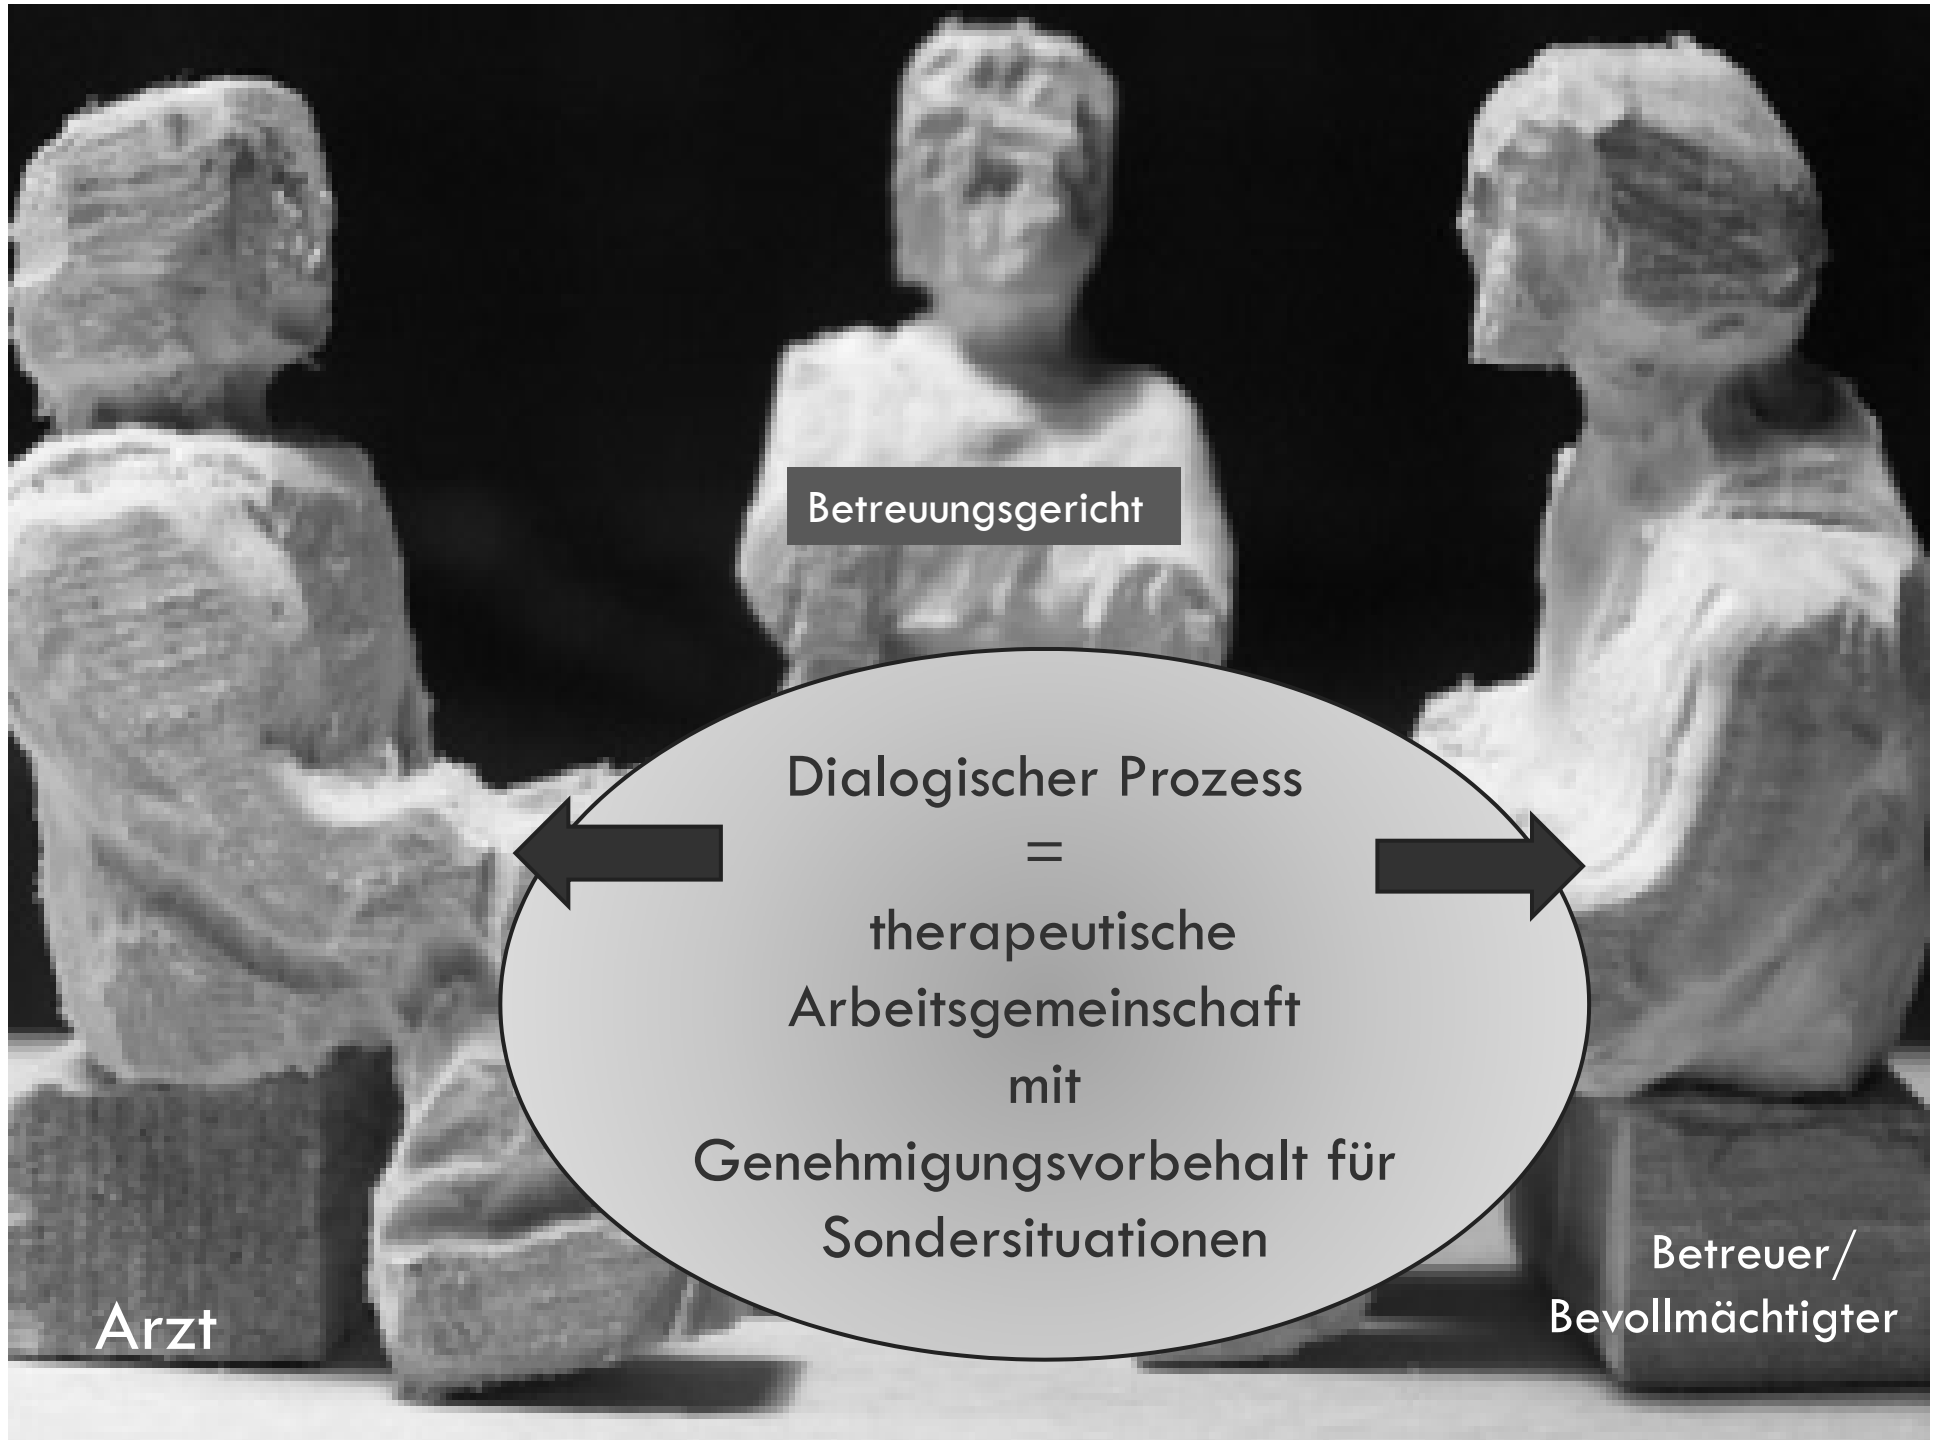 Betreuungsgericht
Dialogischer Prozess
=
therapeutische
Arbeitsgemeinschaft
mit
Genehmigungsvorbehalt für
Sondersituationen
Arzt
Betreuer/
Bevollmächtigter